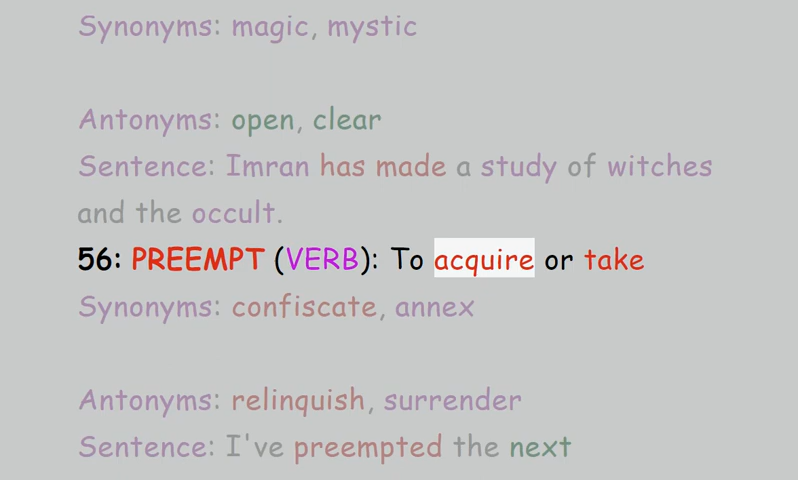 Synonyms: magic, mystic
Antonyms: open, clear
Sentence: Imran has made a study of witches
and the occult.
56: PREEMPT (VERB): To acquire or take
Synonyms: confiscate, annex
Antonyms: relinquish, surrender
Sentence: I've preempted the next